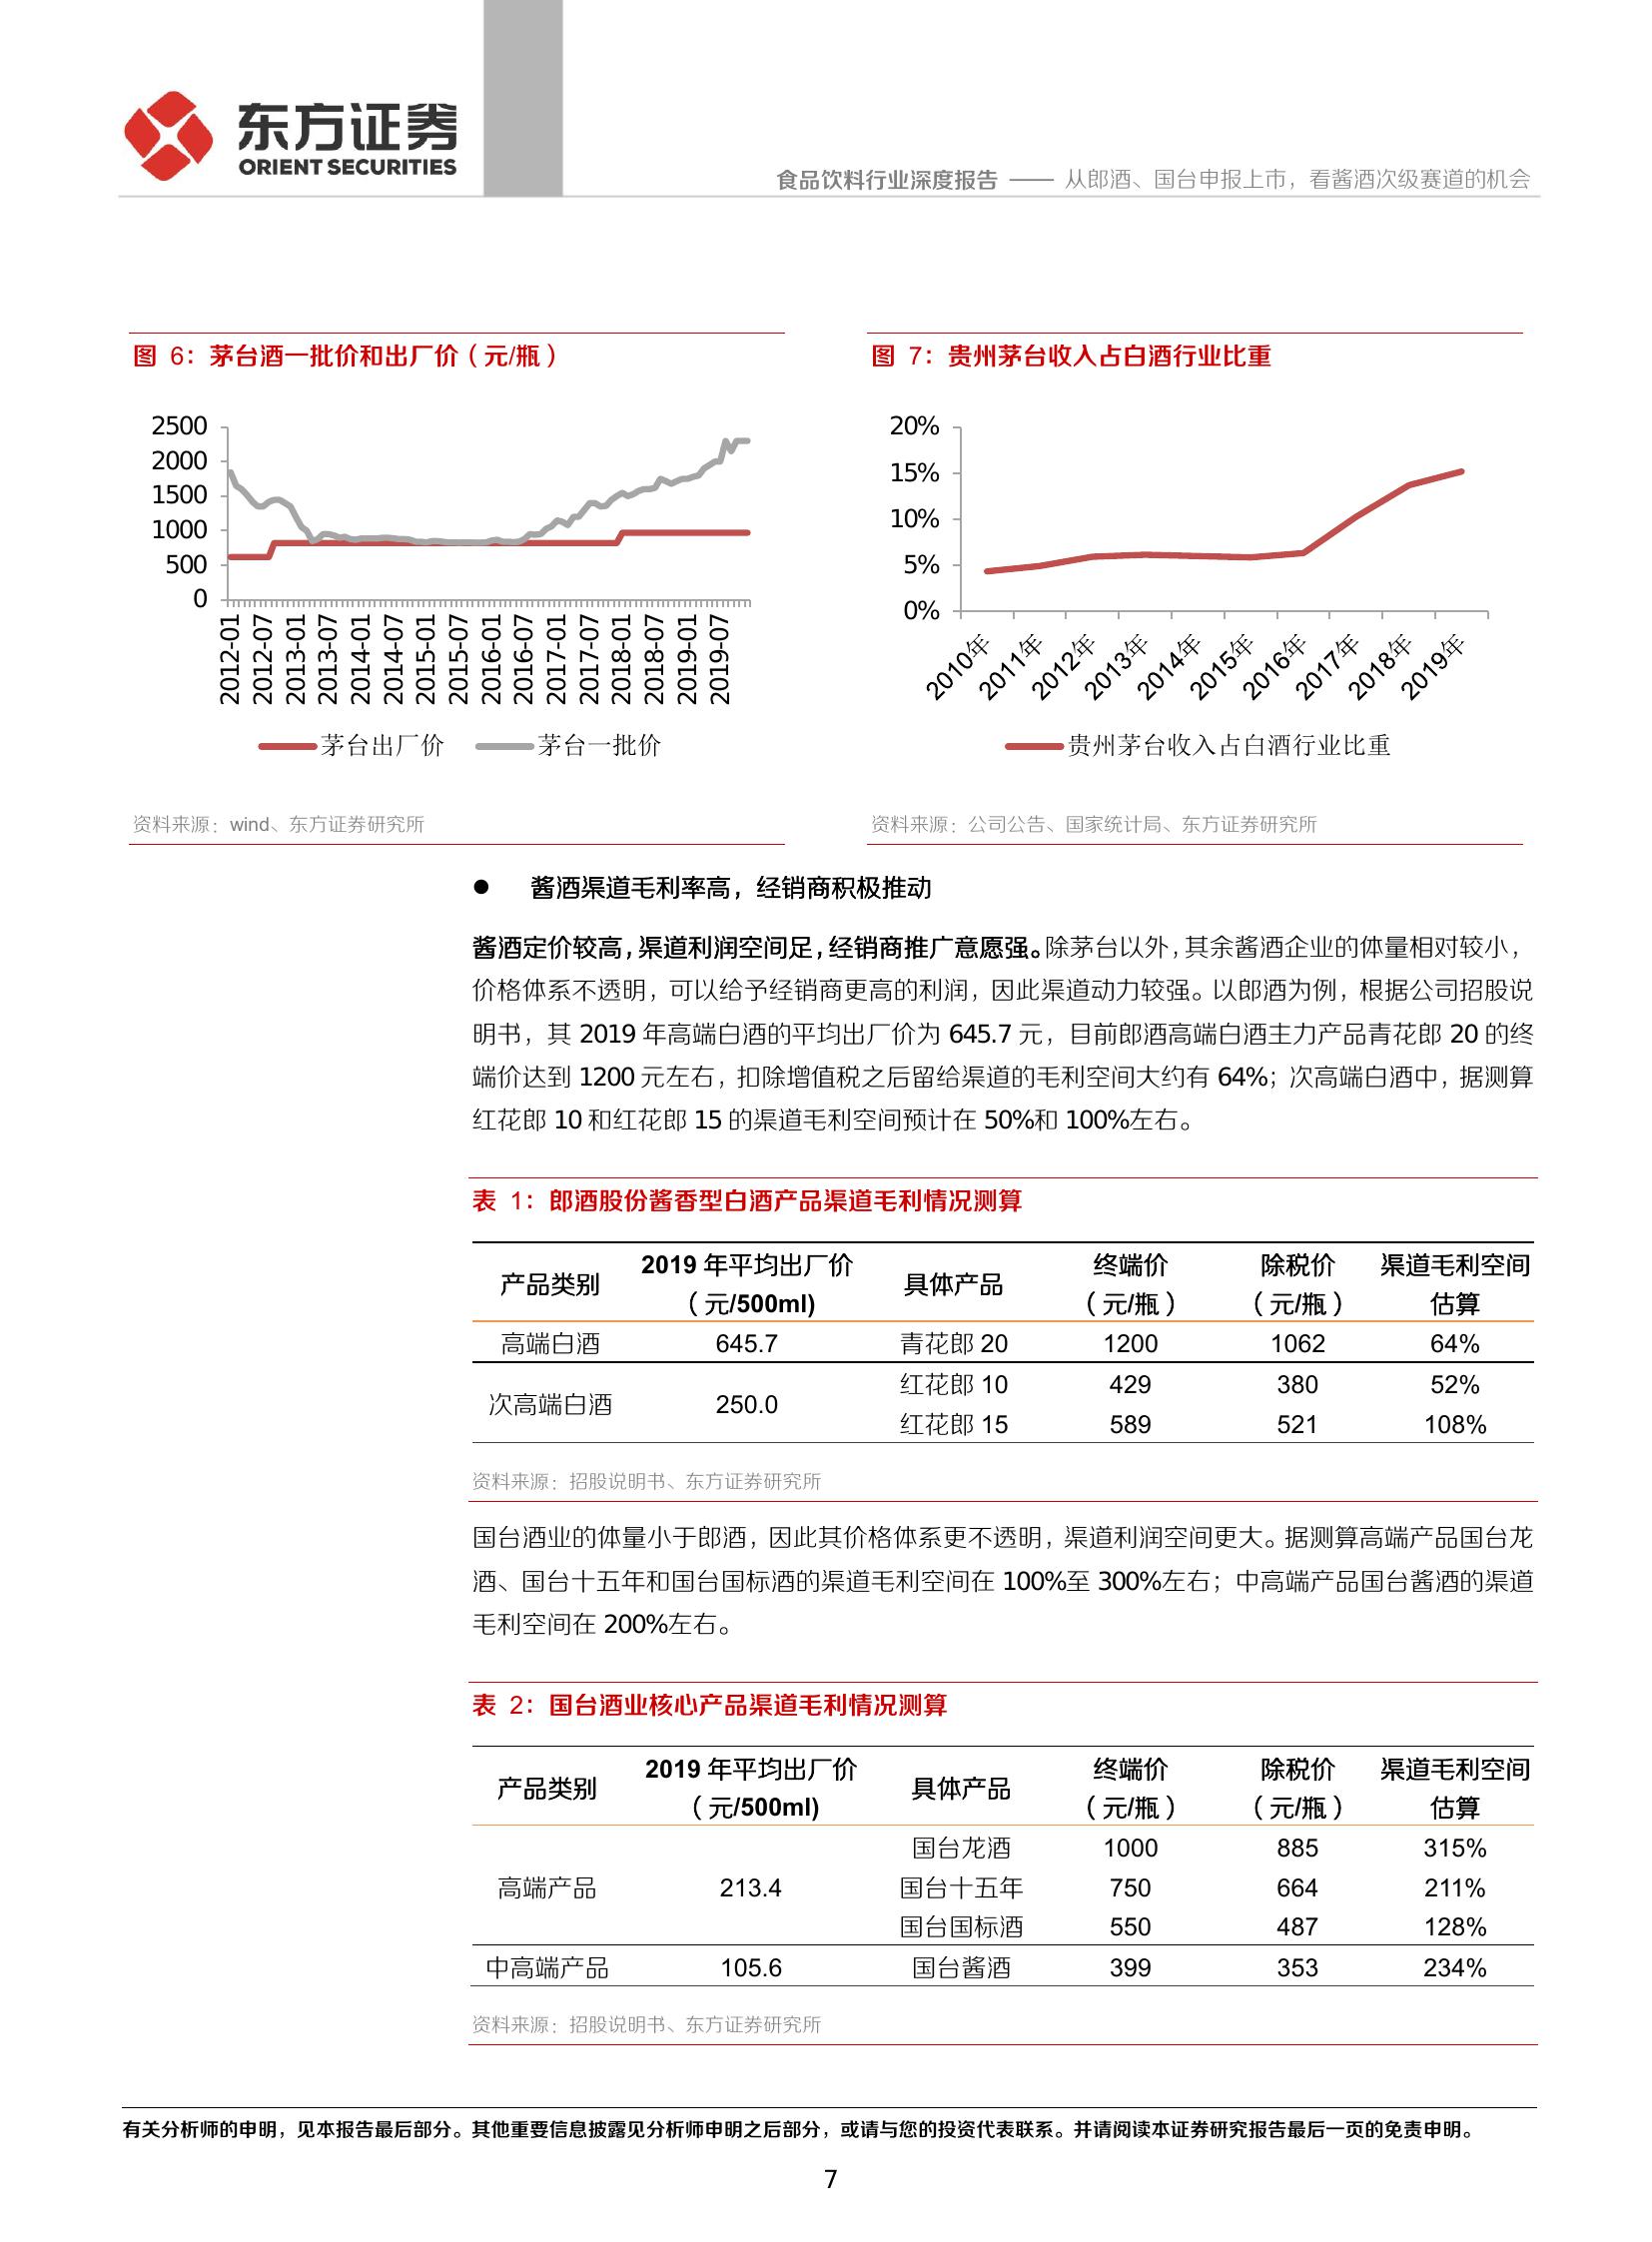 东方证券
ORIENT SECURITIES
食品饮料行业深度报告 —— 从郎酒、国台申报上市，看酱酒次级赛道的机会
图 6：茅台酒一批价和出厂价（元/瓶）
2500
2000
1500
1000
500
0
2012-01
2012-07
2013-01
2013-07
2014-01
2014-07
2015-01
2015-07
2016-01
2016-07
2017-01
2017-07
2018-01
2018-07
2019-01
2019-07
茅台出厂价 茅台一批价
资料来源：wind、东方证券研究所
图 7：贵州茅台收入占白酒行业比重
20%
15%
10%
5%
0%
2010年
2011年
2012年
2013年
2014年
2015年
2016年
2017年
2018年
2019年
贵州茅台收入占白酒行业比重
资料来源：公司公告、国家统计局、东方证券研究所
● 酱酒渠道毛利率高，经销商积极推动
酱酒定价较高，渠道利润空间足，经销商推广意愿强。除茅台以外，其余酱酒企业的体量相对较小，
价格体系不透明，可以给予经销商更高的利润，因此渠道动力较强。以郎酒为例，根据公司招股说
明书，其 2019 年高端白酒的平均出厂价为 645.7 元，目前郎酒高端白酒主力产品青花郎 20 的终
端价达到 1200 元左右，扣除增值税之后留给渠道的毛利空间大约有 64%；次高端白酒中，据测算
红花郎 10 和红花郎 15 的渠道毛利空间预计在 50%和 100%左右。
表 1：郎酒股份酱香型白酒产品渠道毛利情况测算
产品类别 2019 年平均出厂价（元/500ml) 具体产品 终端价（元/瓶） 除税价（元/瓶） 渠道毛利空间估算
高端白酒 645.7 青花郎 20 1200 1062 64%
次高端白酒 250.0 红花郎 10 429 380 52%
红花郎 15 589 521 108%
资料来源：招股说明书、东方证券研究所
国台酒业的体量小于郎酒，因此其价格体系更不透明，渠道利润空间更大。据测算高端产品国台龙
酒、国台十五年和国台国标酒的渠道毛利空间在 100%至 300%左右；中高端产品国台酱酒的渠道
毛利空间在 200%左右。
表 2：国台酒业核心产品渠道毛利情况测算
产品类别 2019 年平均出厂价（元/500ml) 具体产品 终端价（元/瓶） 除税价（元/瓶） 渠道毛利空间估算
高端产品 213.4 国台龙酒 1000 885 315%
国台十五年 750 664 211%
国台国标酒 550 487 128%
中高端产品 105.6 国台酱酒 399 353 234%
资料来源：招股说明书、东方证券研究所
有关分析师的申明，见本报告最后部分。其他重要信息披露见分析师申明之后部分，或请与您的投资代表联系。并请阅读本证券研究报告最后一页的免责申明。
7